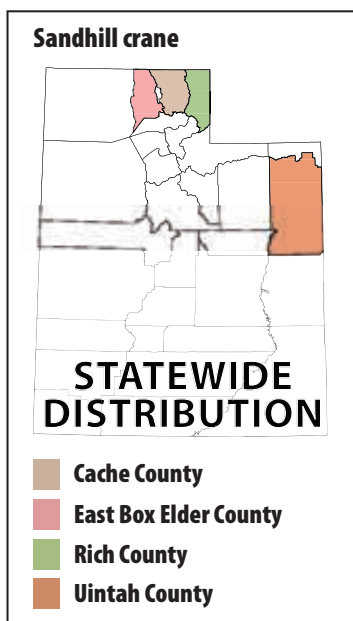 Sandhill crane
STATEWIDE
DISTRIBUTION
Cache County
East Box Elder County
Rich County
Uintah County